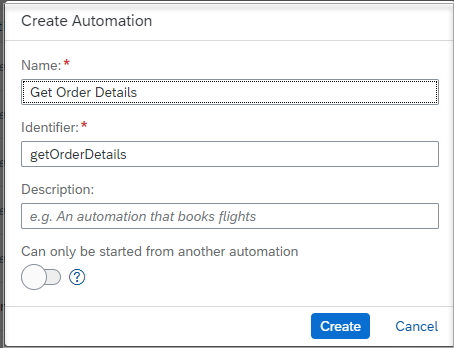 Create Automation
Name:*
Get Order Details
Identifier:*
getOrderDetails
Description:
e.g. An automation that books flights
Can only be started from another automation
?
Create Cancel